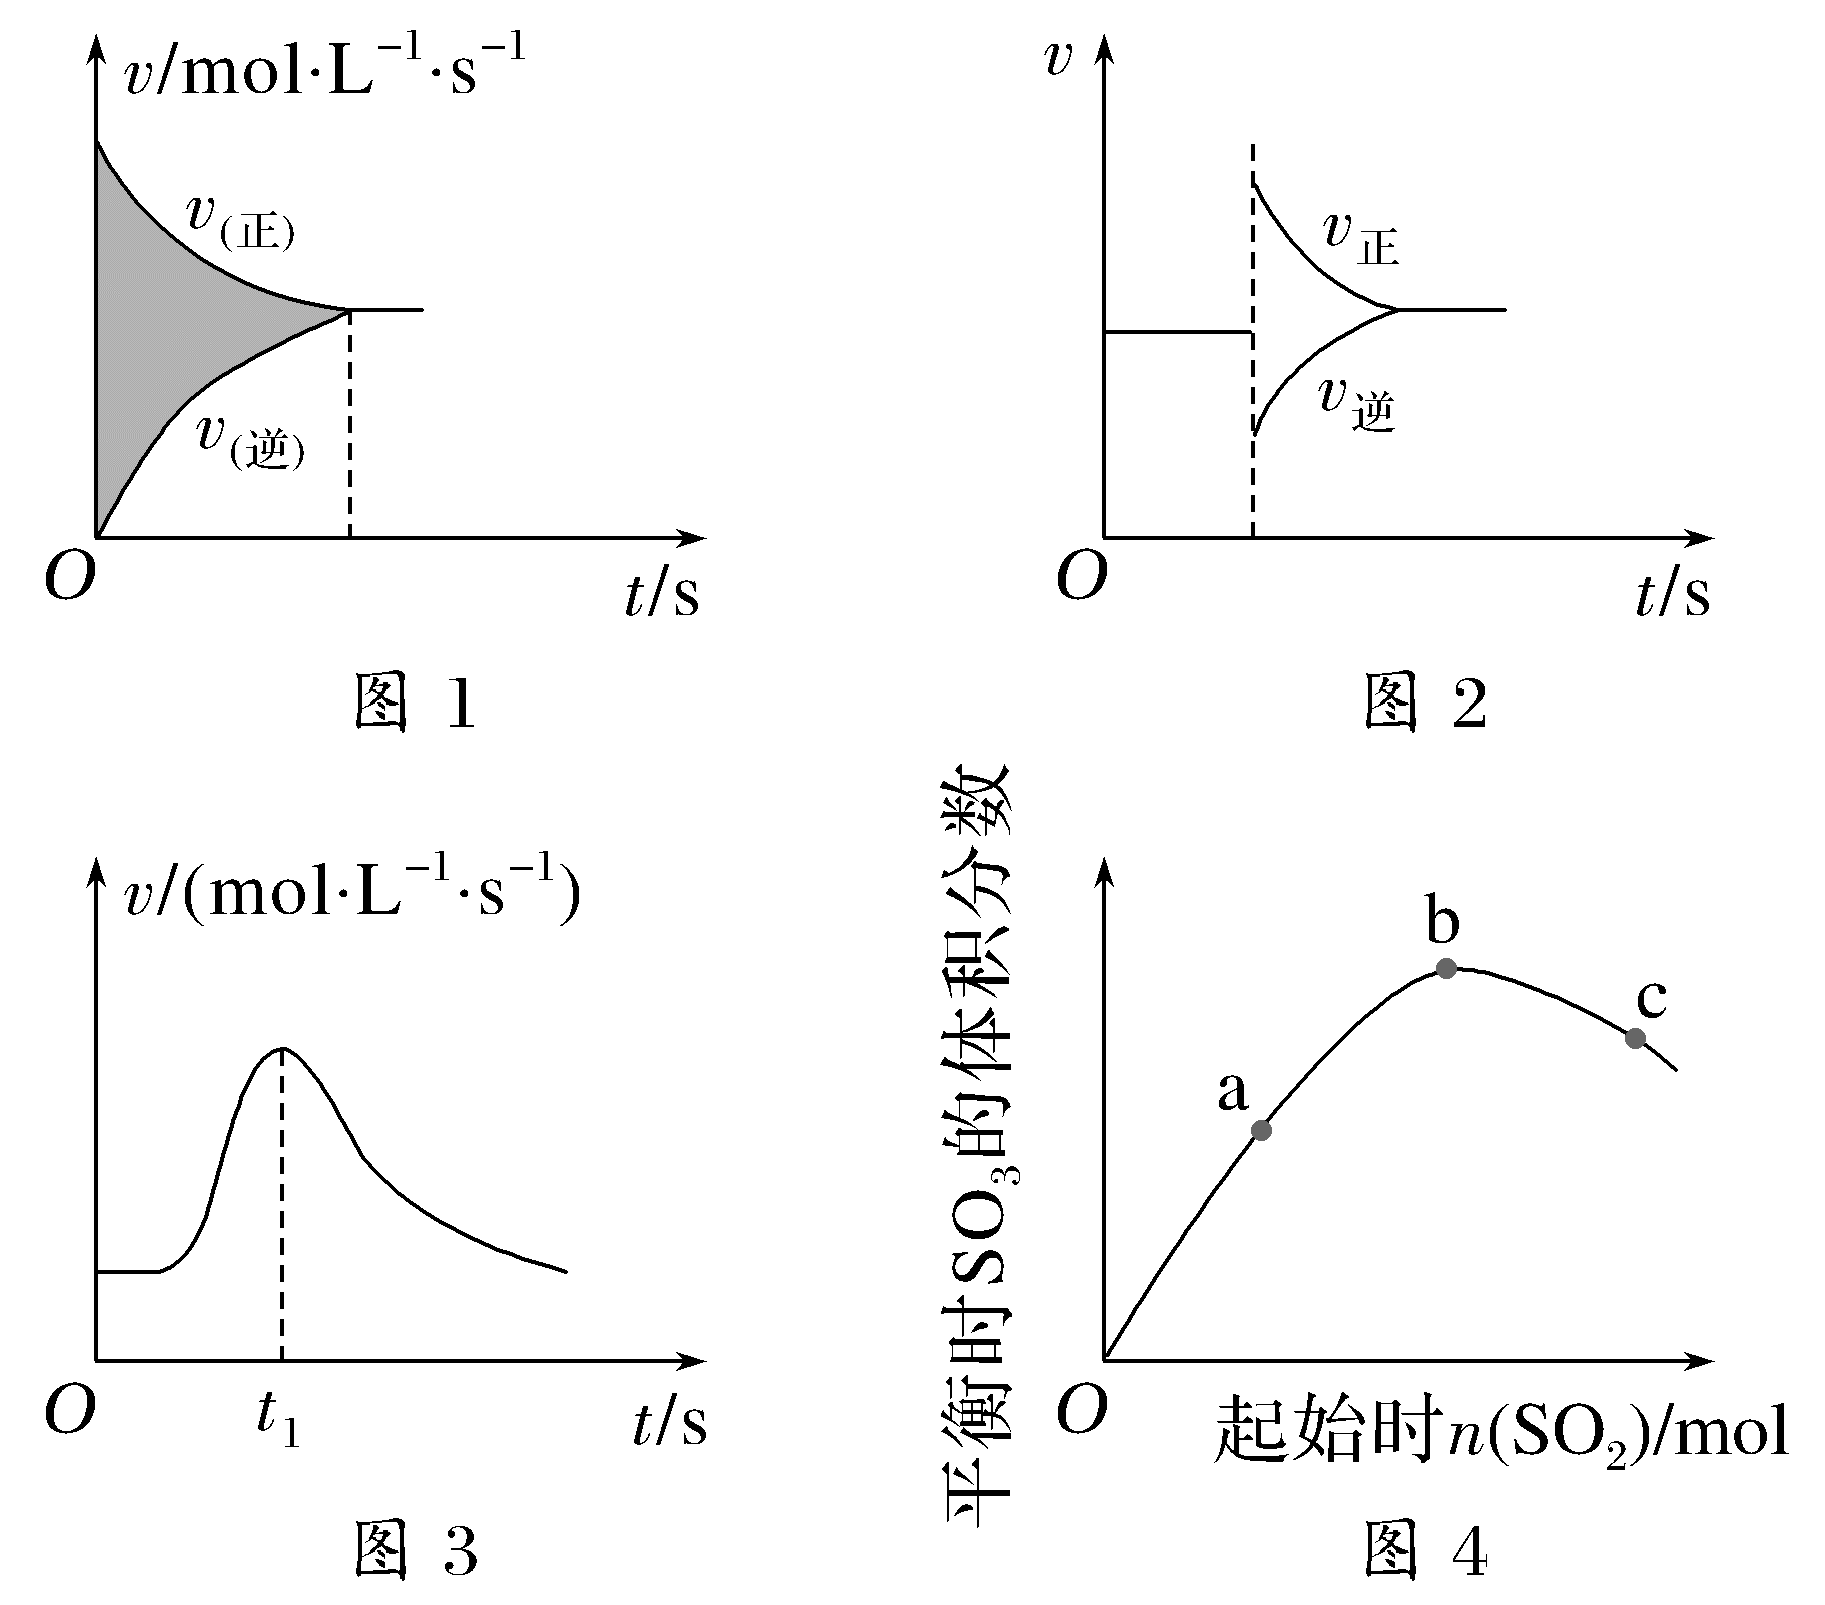 v/mol·L⁻¹·s⁻¹
v(正)
v(逆)
O
t/s
图 1
v
v正
v逆
O
t/s
图 2
v/(mol·L⁻¹·s⁻¹)
O
t₁
t/s
图 3
平衡时SO₃的体积分数
a
b
c
O
起始时n(SO₂)/mol
图 4